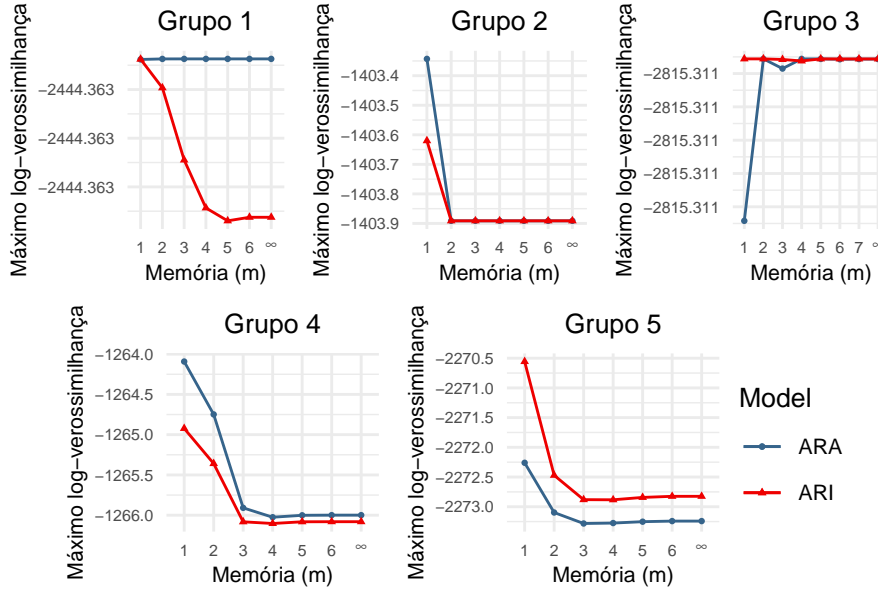 Grupo 1
Máximo log−verossimilhança
−2444.363
−2444.363
−2444.363
1 2 3 4 5 6 ∞
Memória (m)
Grupo 2
Máximo log−verossimilhança
−1403.4
−1403.5
−1403.6
−1403.7
−1403.8
−1403.9
1 2 3 4 5 6 ∞
Memória (m)
Grupo 3
Máximo log−verossimilhança
−2815.311
−2815.311
−2815.311
−2815.311
−2815.311
1 2 3 4 5 6 7 ∞
Memória (m)
Grupo 4
Máximo log−verossimilhança
−1264.0
−1264.5
−1265.0
−1265.5
−1266.0
1 2 3 4 5 6 ∞
Memória (m)
Grupo 5
Máximo log−verossimilhança
−2270.5
−2271.0
−2271.5
−2272.0
−2272.5
−2273.0
1 2 3 4 5 6 ∞
Memória (m)
Model
ARA
ARI